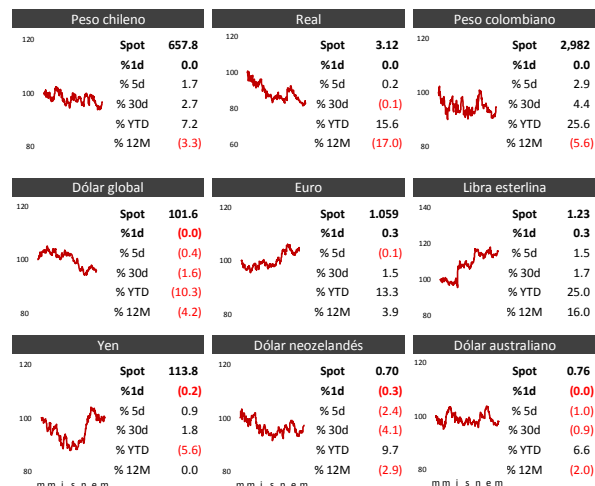 Peso chileno
120
100
80
Spot 657.8
%1d 0.0
% 5d 1.7
% 30d 2.7
% YTD 7.2
% 12M (3.3)
Real
120
100
80
60
Spot 3.12
%1d 0.0
% 5d 0.2
% 30d (0.1)
% YTD 15.6
% 12M (17.0)
Peso colombiano
120
100
80
Spot 2,982
%1d 0.0
% 5d 2.9
% 30d 4.4
% YTD 25.6
% 12M (5.6)
Dólar global
120
100
80
Spot 101.6
%1d (0.0)
% 5d (0.4)
% 30d (1.6)
% YTD (10.3)
% 12M (4.2)
Euro
120
100
80
Spot 1.059
%1d 0.3
% 5d (0.1)
% 30d 1.5
% YTD 13.3
% 12M 3.9
Libra esterlina
140
120
100
80
Spot 1.23
%1d 0.3
% 5d 1.5
% 30d 1.7
% YTD 25.0
% 12M 16.0
Yen
120
100
80
m m j s n e m
Spot 113.8
%1d (0.2)
% 5d 0.9
% 30d 1.8
% YTD (5.6)
% 12M 0.0
Dólar neozelandés
120
100
80
m m j s n e m
Spot 0.70
%1d (0.3)
% 5d (2.4)
% 30d (4.1)
% YTD 9.7
% 12M (2.9)
Dólar australiano
120
100
80
m m j s n e m
Spot 0.76
%1d (0.0)
% 5d (1.0)
% 30d (0.9)
% YTD 6.6
% 12M (2.0)